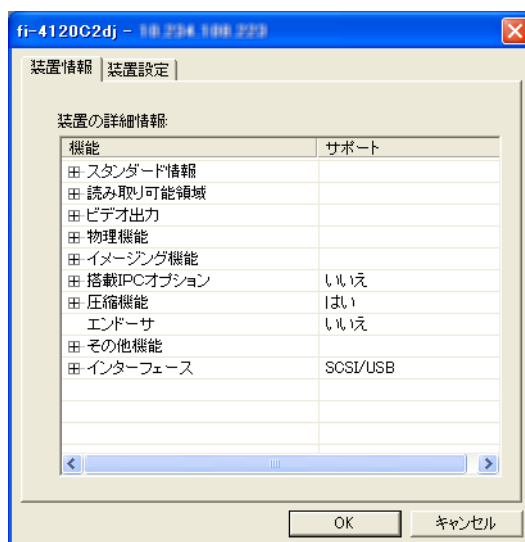 fi-4120C2dj -
装置情報 装置設定
装置の詳細情報:
機能 サポート
スタンダード情報
読み取り可能領域
ビデオ出力
物理機能
イメージング機能
搭載IPCオプション いいえ
圧縮機能 はい
エンドーサ いいえ
その他機能
インターフェース SCSI/USB
OK キャンセル